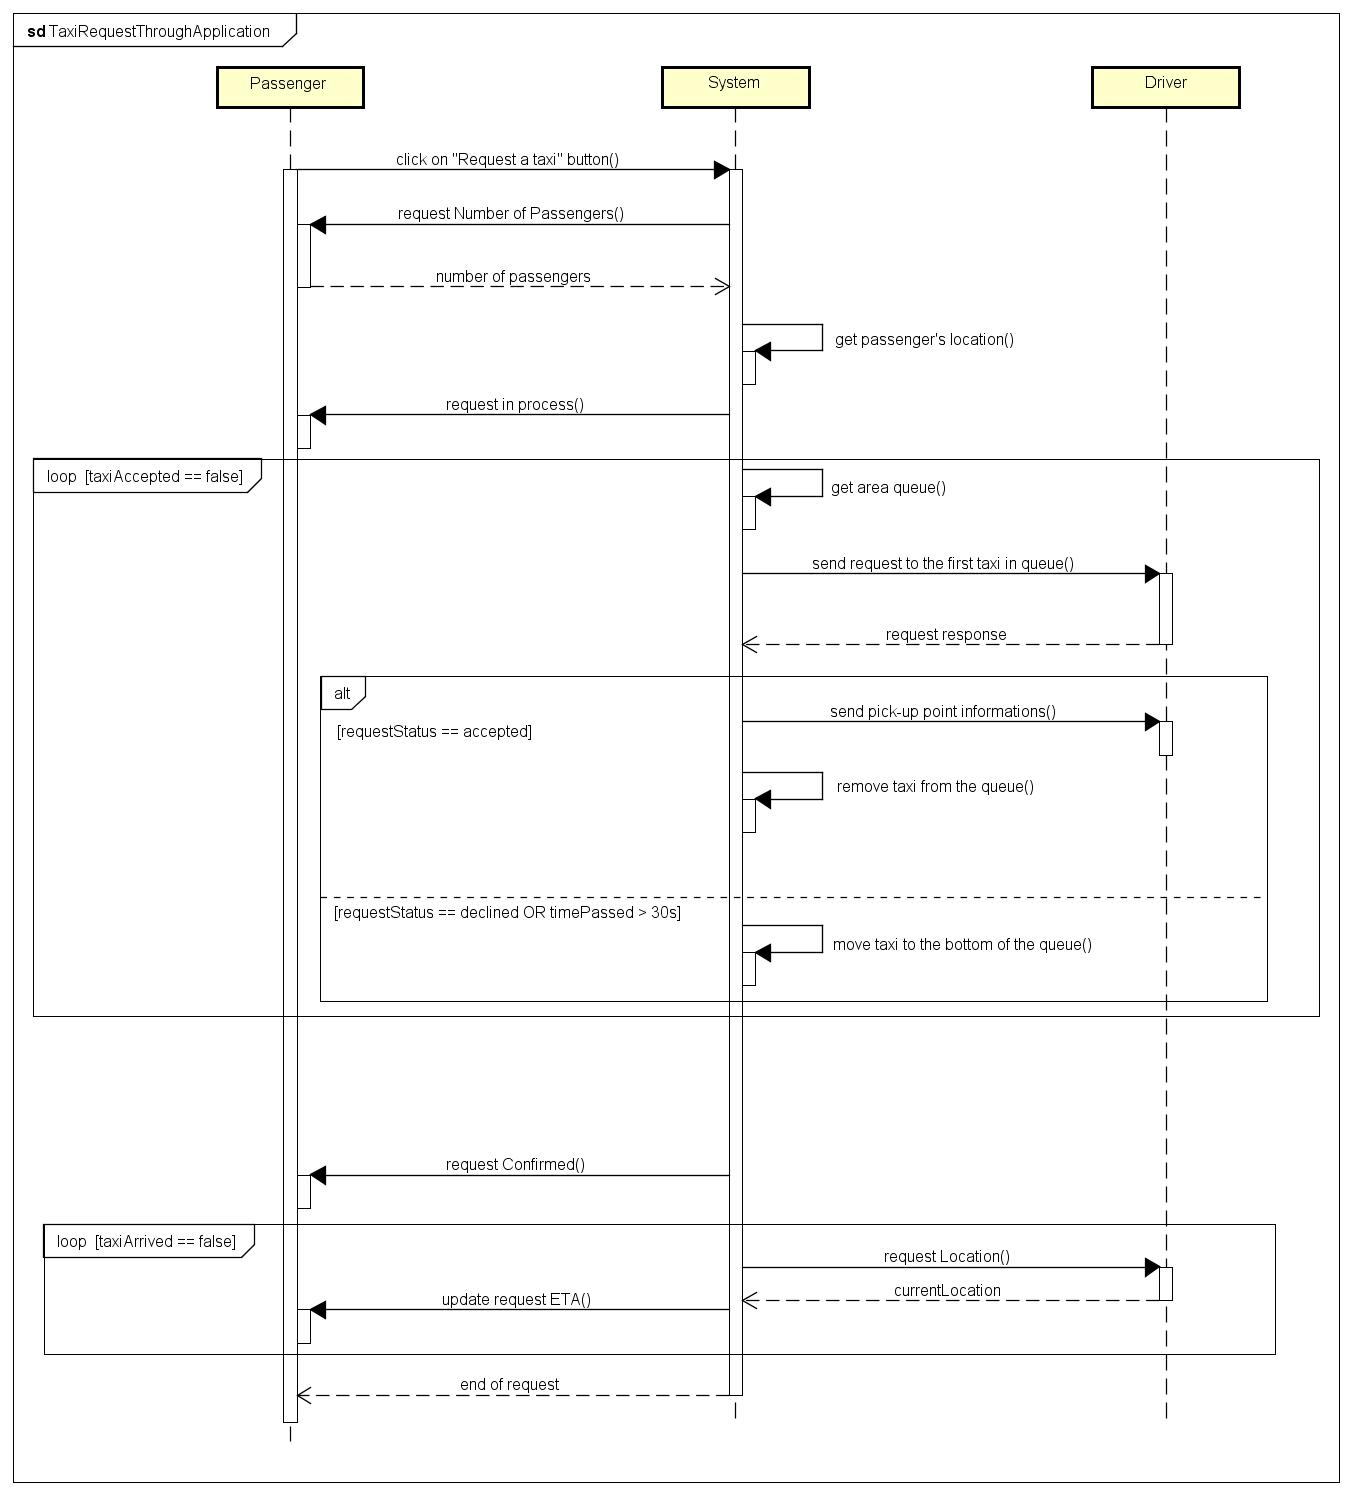 sd TaxiRequestThroughApplication
Passenger
System
Driver
click on "Request a taxi" button()
request Number of Passengers()
number of passengers
get passenger's location()
request in process()
loop [taxiAccepted == false]
get area queue()
send request to the first taxi in queue()
request response
alt
send pick-up point informations()
[requestStatus == accepted]
remove taxi from the queue()
[requestStatus == declined OR timePassed > 30s]
move taxi to the bottom of the queue()
request Confirmed()
loop [taxiArrived == false]
request Location()
currentLocation
update request ETA()
end of request